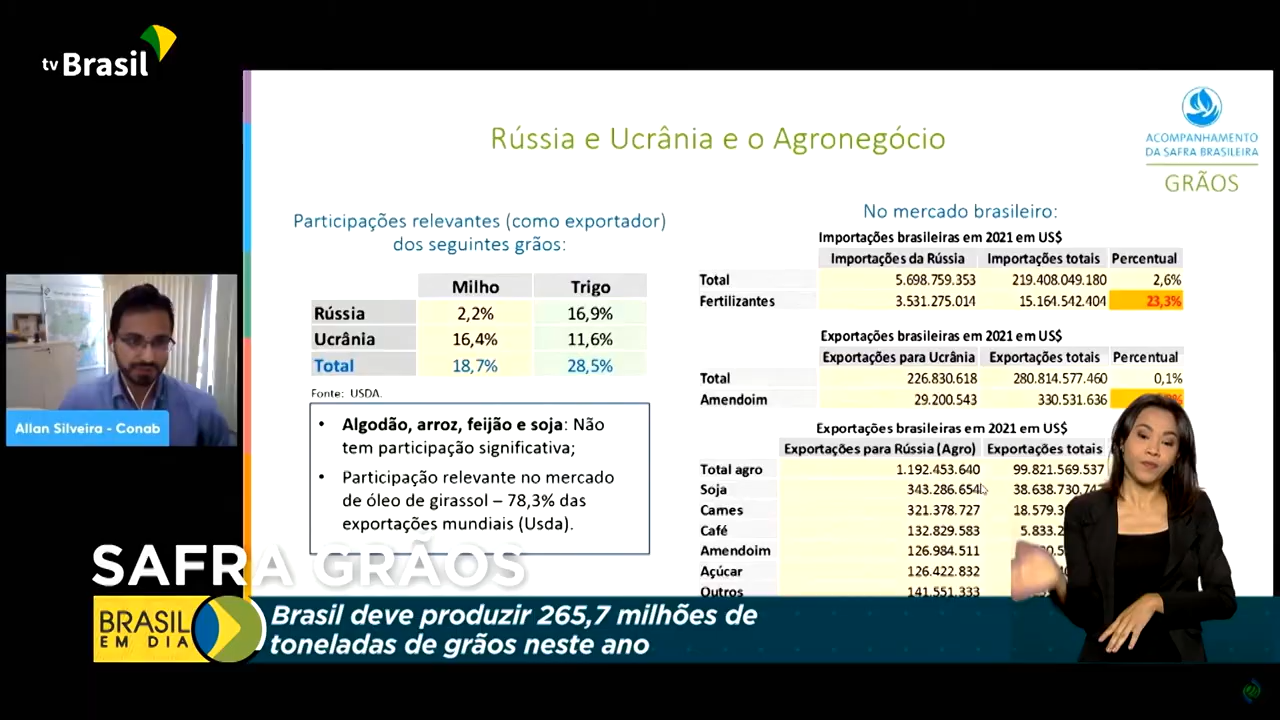 tv Brasil
Rússia e Ucrânia e o Agronegócio
ACOMPANHAMENTO
DA SAFRA BRASILEIRA
GRÃOS
Participações relevantes (como exportador)
dos seguintes grãos:
Milho Trigo
Rússia 2,2% 16,9%
Ucrânia 16,4% 11,6%
Total 18,7% 28,5%
Fonte: USDA.
• Algodão, arroz, feijão e soja: Não
tem participação significativa;
• Participação relevante no mercado
de óleo de girassol – 78,3% das
exportações mundiais (Usda).
No mercado brasileiro:
Importações brasileiras em 2021 em US$
Importações da Rússia Importações totais Percentual
Total 5.698.759.353 219.408.049.180 2,6%
Fertilizantes 3.531.275.014 15.164.542.404 23,3%
Exportações brasileiras em 2021 em US$
Exportações para Ucrânia Exportações totais Percentual
Total 226.830.618 280.814.577.460 0,1%
Amendoim 29.200.543 330.531.636
Exportações brasileiras em 2021 em US$
Exportações para Rússia (Agro) Exportações totais
Total agro 1.192.453.640 99.821.569.537
Soja 343.286.654 38.638.730.74
Carnes 321.378.727 18.579.3
Café 132.829.583 5.833.2
Amendoim 126.984.511
Açúcar 126.422.832
Outros 141.551.333
Allan Silveira - Conab
SAFRA GRÃOS
BRASIL
EM DIA
Brasil deve produzir 265,7 milhões de
toneladas de grãos neste ano